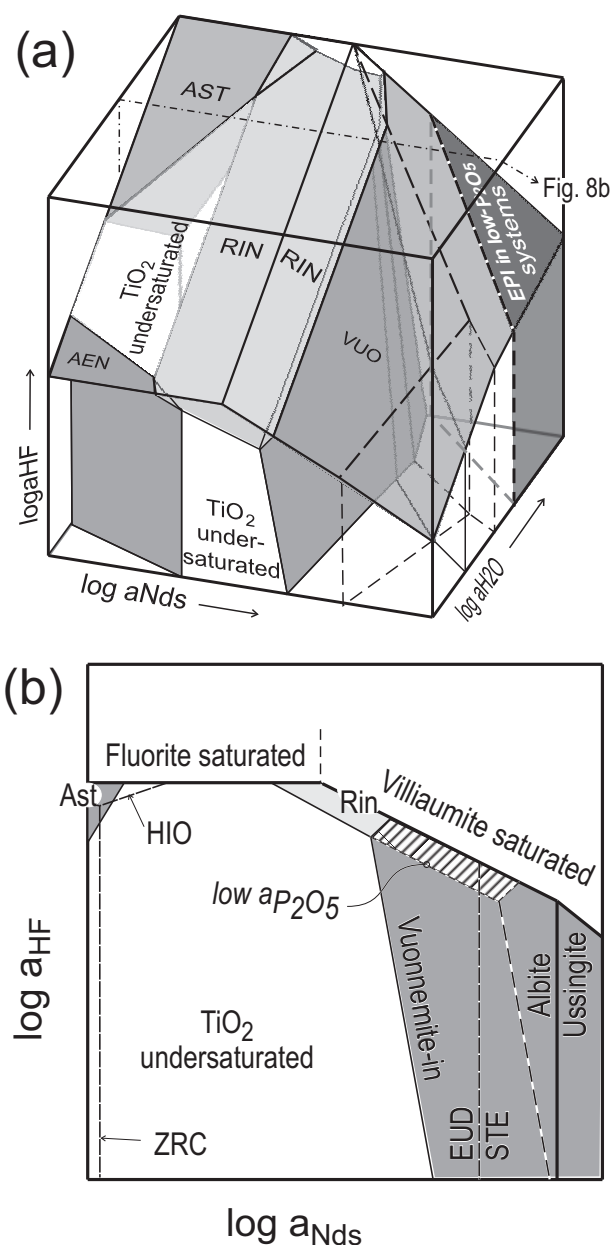 (a)
AST
Fig. 8b
EPI in low-P2O5
systems
TiO2
undersaturated
RIN
RIN
VUO
AEN
logaHF
TiO2
under-
saturated
log aNds
log aH2O
(b)
Fluorite saturated
Villiaumite saturated
Ast
Rin
HIO
low aP2O5
log aHF
Vuonnemite-in
Albite
Ussingite
TiO2
undersaturated
EUD
STE
ZRC
log aNds